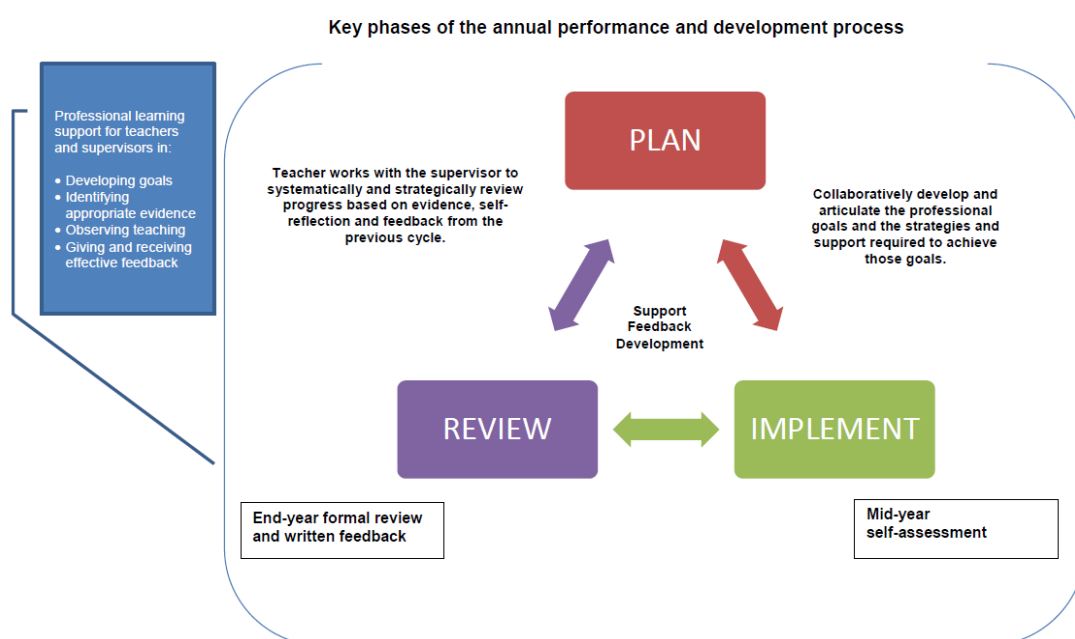 Key phases of the annual performance and development process
Professional learning
support for teachers
and supervisors in:
• Developing goals
• Identifying
appropriate evidence
• Observing teaching
• Giving and receiving
effective feedback
PLAN
Teacher works with the supervisor to
systematically and strategically review
progress based on evidence, self-
reflection and feedback from the
previous cycle.
Collaboratively develop and
articulate the professional
goals and the strategies and
support required to achieve
those goals.
Support
Feedback
Development
REVIEW
IMPLEMENT
End-year formal review
and written feedback
Mid-year
self-assessment